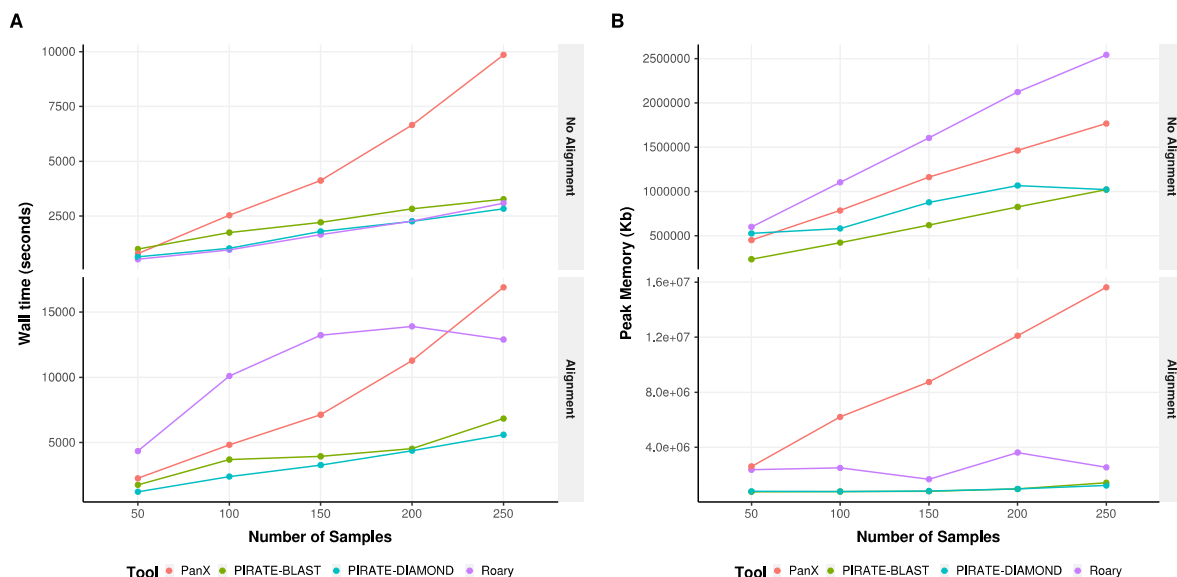 A
10000
7500
5000
2500
No Alignment
15000
10000
5000
Alignment
Wall time (seconds)
50 100 150 200 250
Number of Samples
Tool PanX PIRATE-BLAST PIRATE-DIAMOND Roary
B
2500000
2000000
1500000
1000000
500000
No Alignment
1.6e+07
1.2e+07
8.0e+06
4.0e+06
Alignment
Peak Memory (Kb)
50 100 150 200 250
Number of Samples
Tool PanX PIRATE-BLAST PIRATE-DIAMOND Roary